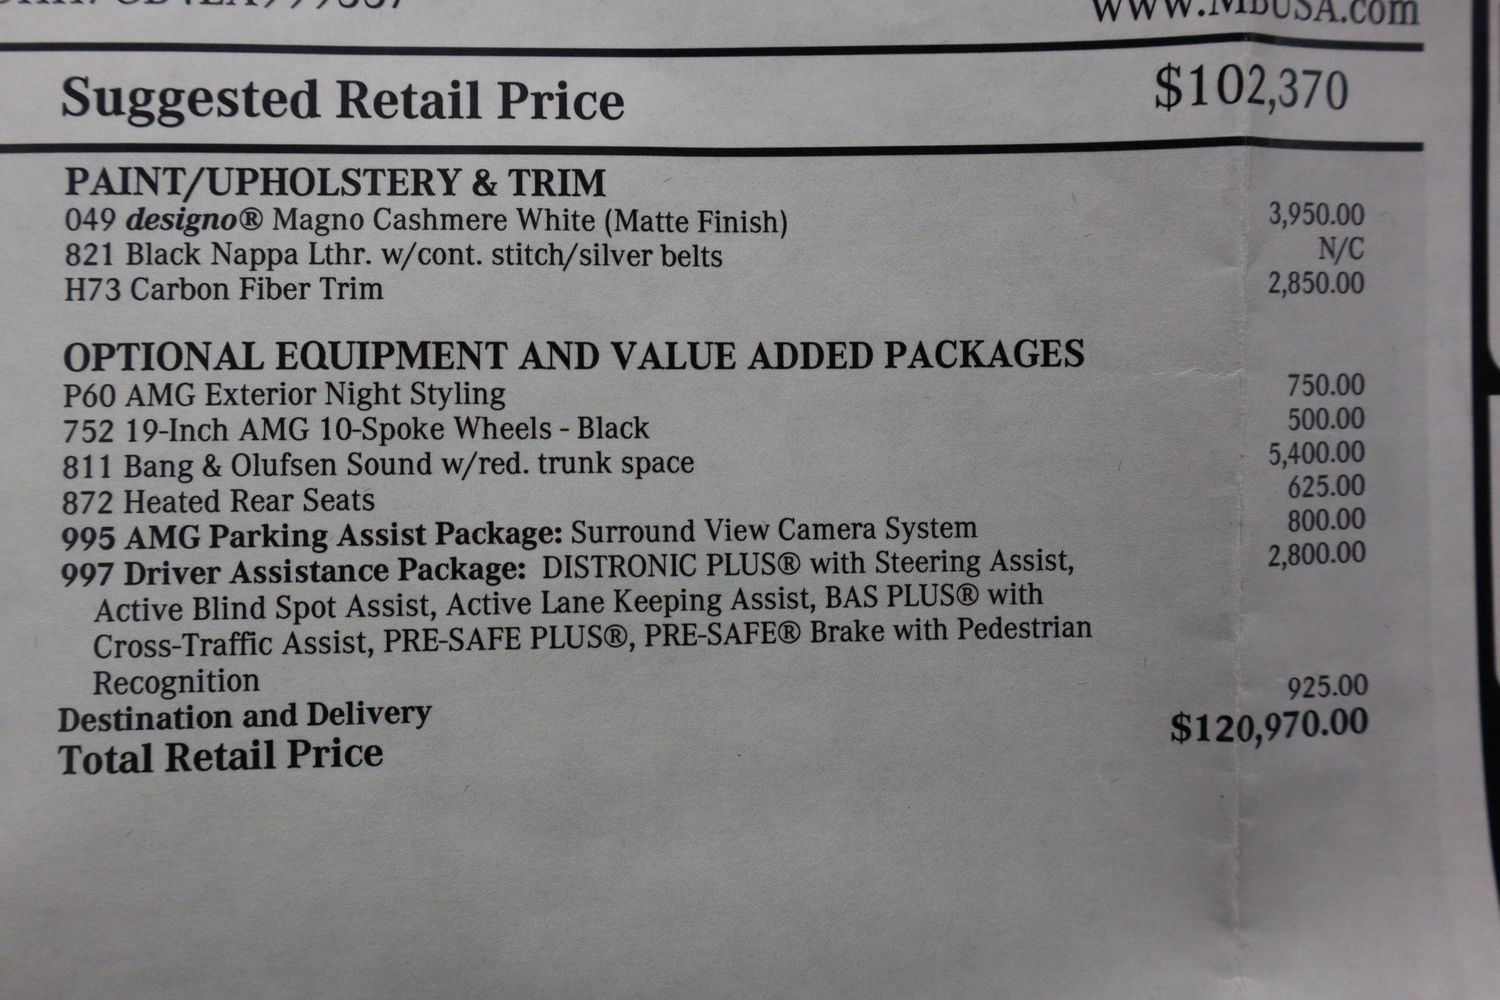 www.MBUSA.com
Suggested Retail Price $102,370
PAINT/UPHOLSTERY & TRIM
049 designo® Magno Cashmere White (Matte Finish) 3,950.00
821 Black Nappa Lthr. w/cont. stitch/silver belts N/C
H73 Carbon Fiber Trim 2,850.00
OPTIONAL EQUIPMENT AND VALUE ADDED PACKAGES
P60 AMG Exterior Night Styling 750.00
752 19-Inch AMG 10-Spoke Wheels - Black 500.00
811 Bang & Olufsen Sound w/red. trunk space 5,400.00
872 Heated Rear Seats 625.00
995 AMG Parking Assist Package: Surround View Camera System 800.00
997 Driver Assistance Package: DISTRONIC PLUS® with Steering Assist, 2,800.00
Active Blind Spot Assist, Active Lane Keeping Assist, BAS PLUS® with
Cross-Traffic Assist, PRE-SAFE PLUS®, PRE-SAFE® Brake with Pedestrian
Recognition
Destination and Delivery 925.00
Total Retail Price $120,970.00